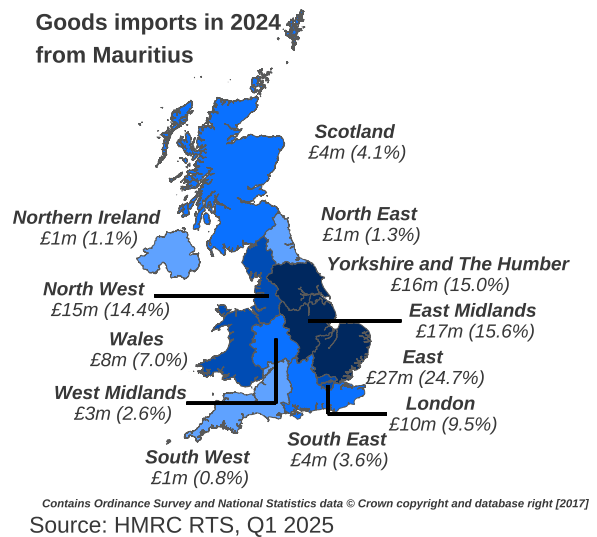 Goods imports in 2024
from Mauritius
Scotland
£4m (4.1%)
Northern Ireland
£1m (1.1%)
North East
£1m (1.3%)
Yorkshire and The Humber
£16m (15.0%)
North West
£15m (14.4%)
East Midlands
£17m (15.6%)
Wales
£8m (7.0%)
East
£27m (24.7%)
West Midlands
£3m (2.6%)
London
£10m (9.5%)
South East
£4m (3.6%)
South West
£1m (0.8%)
Contains Ordinance Survey and National Statistics data © Crown copyright and database right [2017]
Source: HMRC RTS, Q1 2025